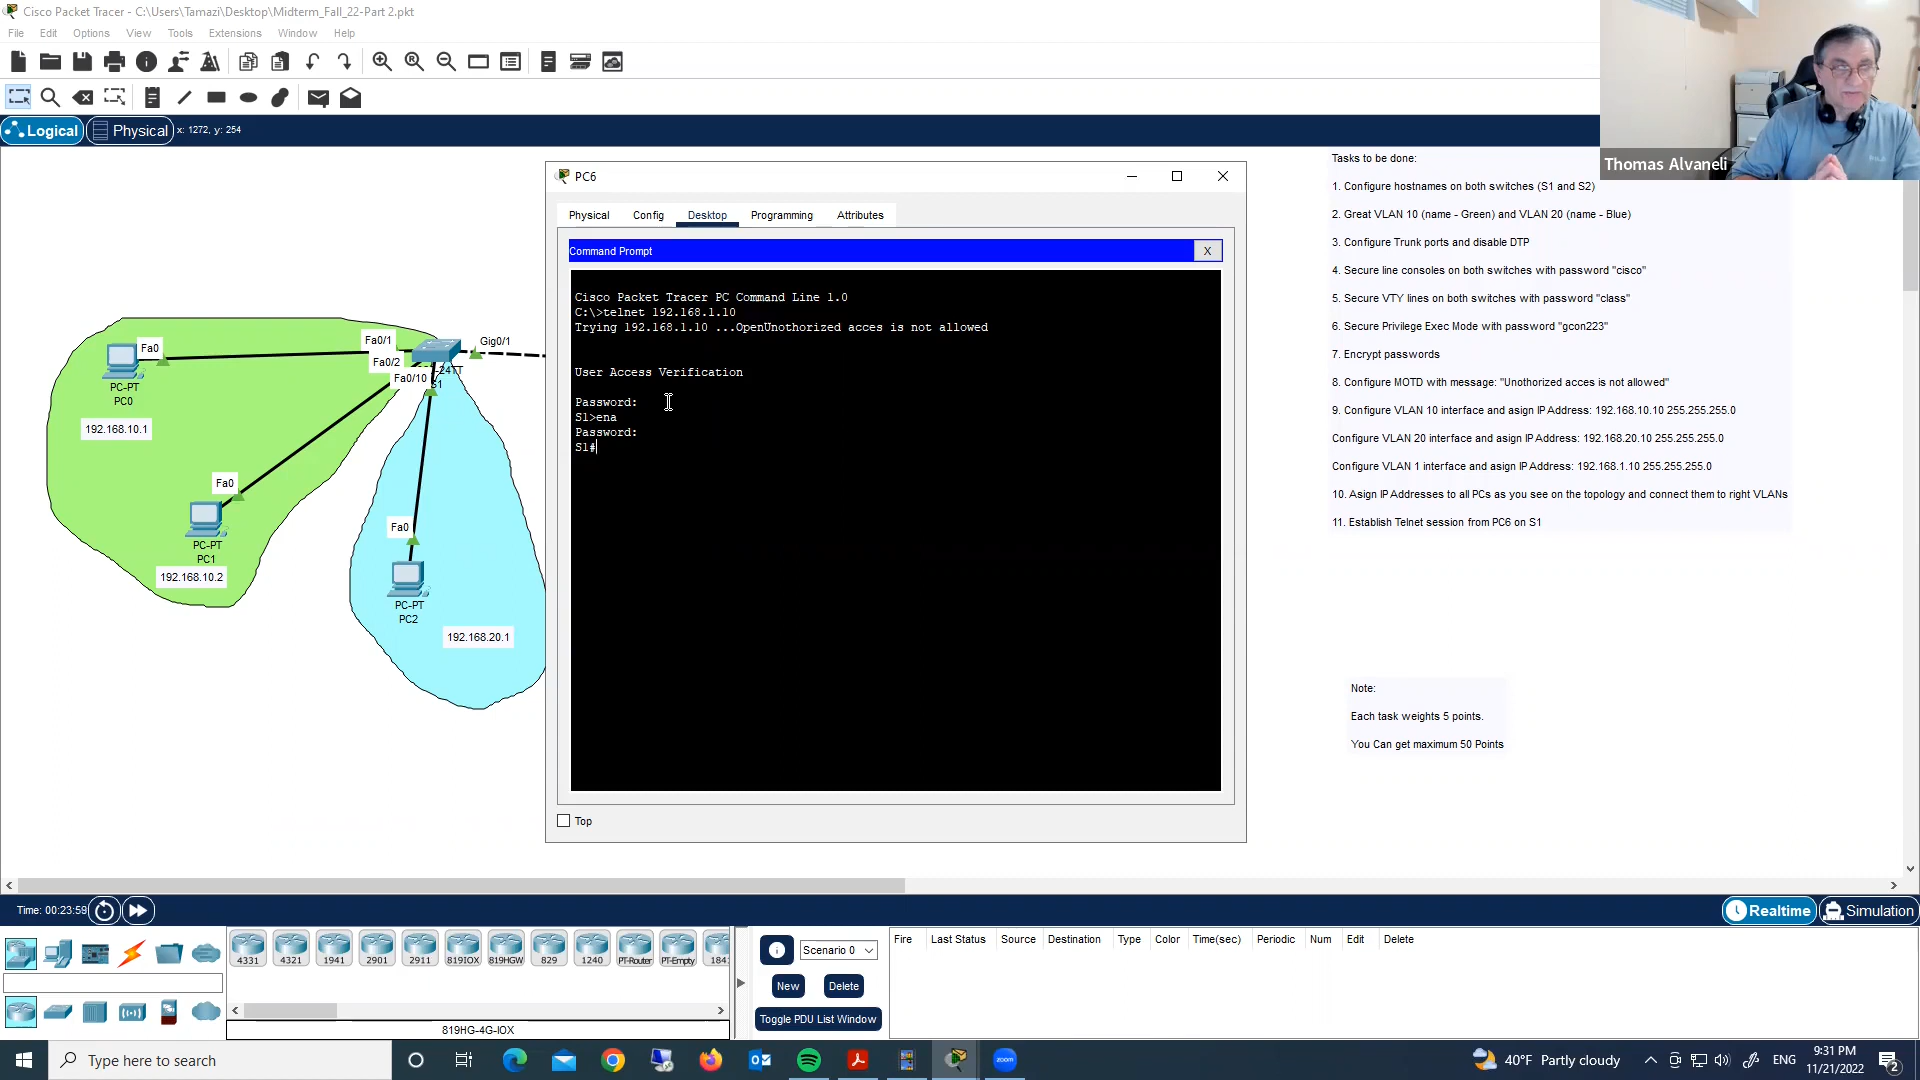 Cisco Packet Tracer - C:\Users\Tamazi\Desktop\Midterm_Fall_22-Part 2.pkt
File Edit Options View Tools Extensions Window Help
Logical Physical x: 1272, y: 254
Thomas Alvaneli
PC6
Physical Config Desktop Programming Attributes
Command Prompt X
Cisco Packet Tracer PC Command Line 1.0
C:\>telnet 192.168.1.10
Trying 192.168.1.10 ...OpenUnothorized acces is not allowed
User Access Verification
Password:
S1>ena
Password:
S1#
Top
Fa0
PC-PT
PC0
192.168.10.1
Fa0/1
Fa0/2
Fa0/10
-24TT
S1
Gig0/1
Fa0
PC-PT
PC1
192.168.10.2
Fa0
PC-PT
PC2
192.168.20.1
Tasks to be done:
1. Configure hostnames on both switches (S1 and S2)
2. Great VLAN 10 (name - Green) and VLAN 20 (name - Blue)
3. Configure Trunk ports and disable DTP
4. Secure line consoles on both switches with password "cisco"
5. Secure VTY lines on both switches with password "class"
6. Secure Privilege Exec Mode with password "gcon223"
7. Encrypt passwords
8. Configure MOTD with message: "Unothorized acces is not allowed"
9. Configure VLAN 10 interface and asign IP Address: 192.168.10.10 255.255.255.0
Configure VLAN 20 interface and asign IP Address: 192.168.20.10 255.255.255.0
Configure VLAN 1 interface and asign IP Address: 192.168.1.10 255.255.255.0
10. Asign IP Addresses to all PCs as you see on the topology and connect them to right VLANs
11. Establish Telnet session from PC6 on S1
Note:
Each task weights 5 points.
You Can get maximum 50 Points
Time: 00:23:59
Realtime Simulation
4331 4321 1941 2901 2911 819IOX 819HGW 829 1240 PT-Router PT-Empty 184
819HG-4G-IOX
Scenario 0
New Delete
Toggle PDU List Window
Fire Last Status Source Destination Type Color Time(sec) Periodic Num Edit Delete
Type here to search
zoom
40°F Partly cloudy
ENG
9:31 PM
11/21/2022
2